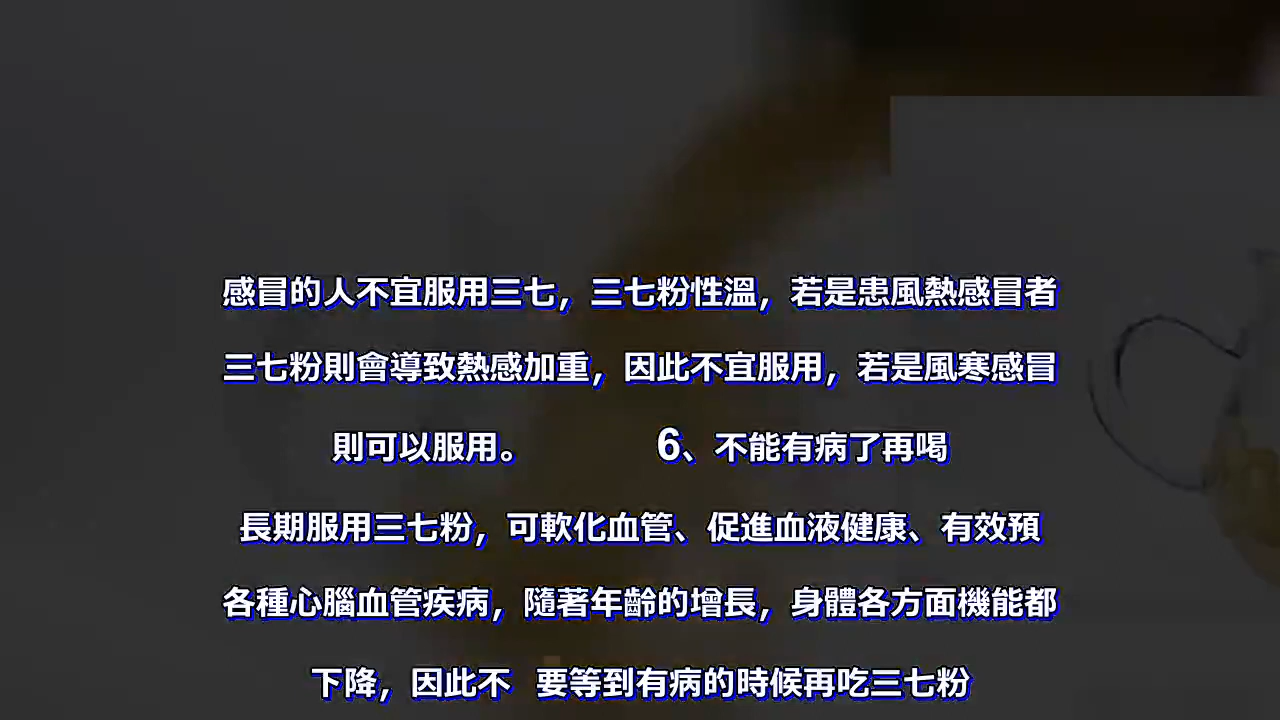 感冒的人不宜服用三七，三七粉性溫，若是患風熱感冒者
三七粉則會導致熱感加重，因此不宜服用，若是風寒感冒
則可以服用。 6、不能有病了再喝
長期服用三七粉，可軟化血管、促進血液健康、有效預
各種心腦血管疾病，隨著年齡的增長，身體各方面機能都
下降，因此不 要等到有病的時候再吃三七粉